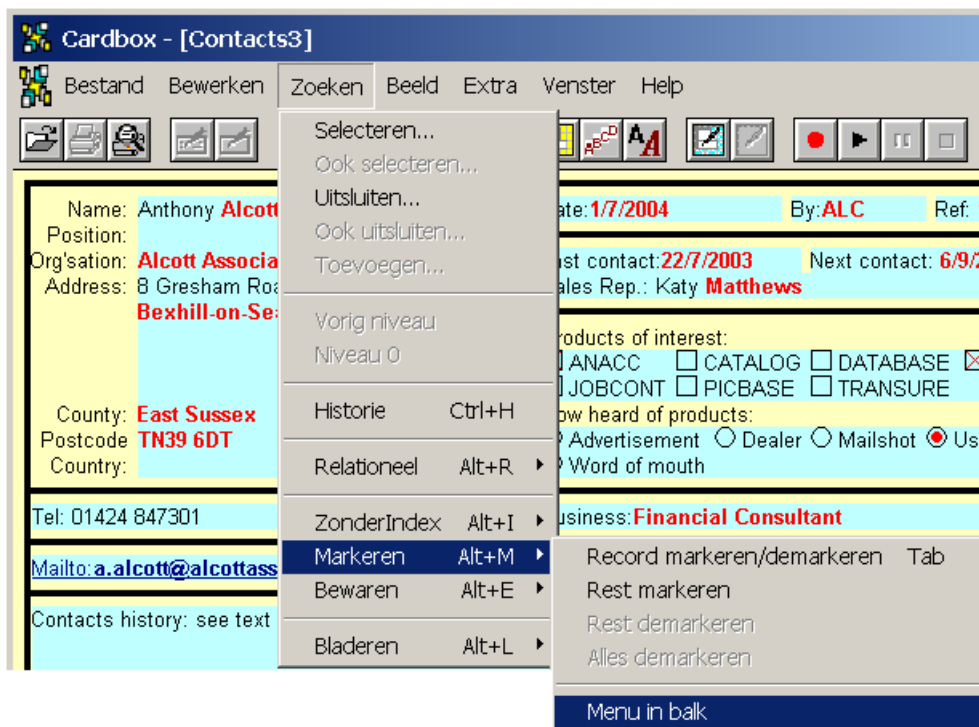 Cardbox - [Contacts3]
Bestand Bewerken Zoeken Beeld Extra Venster Help
Selecteren...
Ook selecteren...
Uitsluiten...
Ook uitsluiten...
Toevoegen...
Vorig niveau
Niveau 0
Historie Ctrl+H
Relationeel Alt+R
ZonderIndex Alt+I
Markeren Alt+M
Bewaren Alt+E
Bladeren Alt+L
Record markeren/demarkeren Tab
Rest markeren
Rest demarkeren
Alles demarkeren
Menu in balk
ABCD AA
Name: Anthony Alcott
Position:
Org'sation: Alcott Associa
Address: 8 Gresham Roa
Bexhill-on-Se
County: East Sussex
Postcode TN39 6DT
Country:
Tel: 01424 847301
Mailto: a.alcott@alcottass
Contacts history: see text
ate: 1/7/2004 By: ALC Ref:
st contact: 22/7/2003 Next contact: 6/9/
ales Rep.: Katy Matthews
roducts of interest:
ANACC CATALOG DATABASE
JOBCONT PICBASE TRANSURE
ow heard of products:
Advertisement Dealer Mailshot Us
Word of mouth
usiness: Financial Consultant